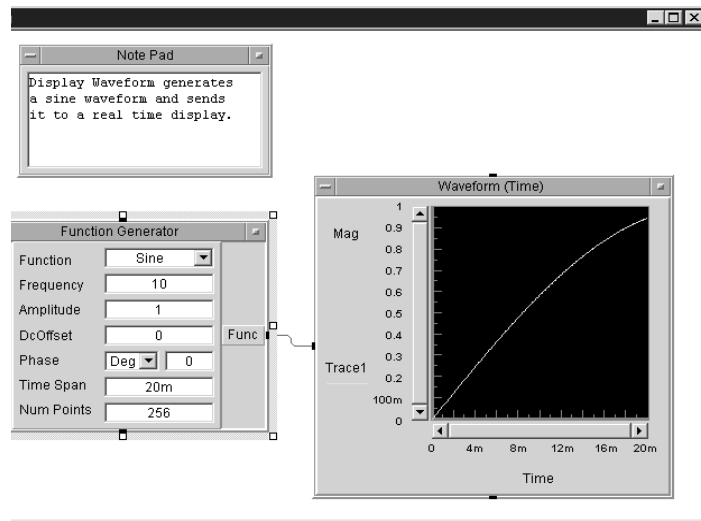 Note Pad
Display Waveform generates
a sine waveform and sends
it to a real time display.
Function Generator
Function Sine
Frequency 10
Amplitude 1
DcOffset 0
Func
Phase Deg 0
Time Span 20m
Num Points 256
Waveform (Time)
Mag
Trace1
1
0.9
0.8
0.7
0.6
0.5
0.4
0.3
0.2
100m
0
0 4m 8m 12m 16m 20m
Time